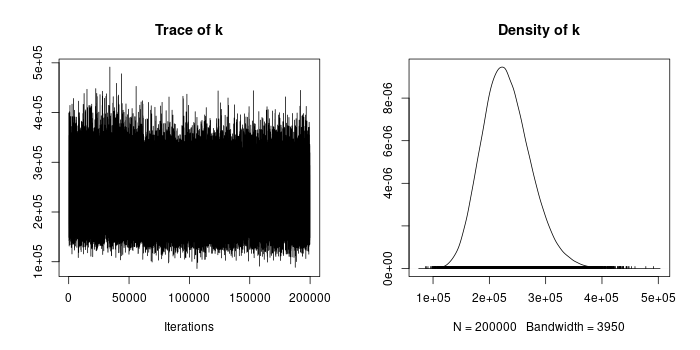 Trace of k
5e+05
4e+05
3e+05
2e+05
1e+05
0
50000
100000
150000
200000
Iterations
Density of k
8e-06
6e-06
4e-06
0e+00
1e+05
2e+05
3e+05
4e+05
5e+05
N = 200000 Bandwidth = 3950